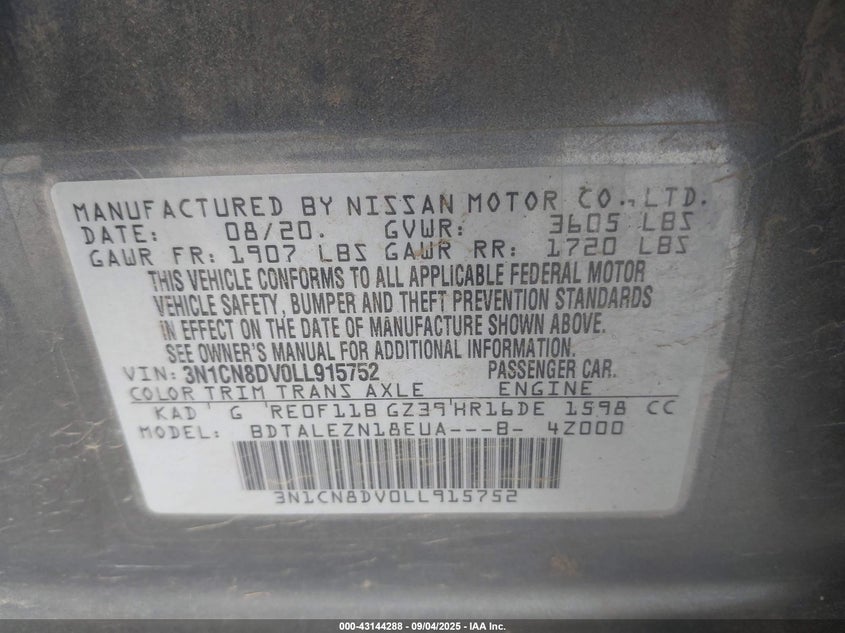 MANUFACTURED BY NISSAN MOTOR CO., LTD.
DATE: 08/20. GVWR: 3605 LBS
GAWR FR: 1907 LBS GAWR RR: 1720 LBS
THIS VEHICLE CONFORMS TO ALL APPLICABLE FEDERAL MOTOR
VEHICLE SAFETY, BUMPER AND THEFT PREVENTION STANDARDS
IN EFFECT ON THE DATE OF MANUFACTURE SHOWN ABOVE.
SEE OWNER'S MANUAL FOR ADDITIONAL INFORMATION.
VIN: 3N1CN8DV0LL915752 PASSENGER CAR.
COLOR TRIM TRANS AXLE ENGINE
KAD G RE0F11B GZ39 HR16DE 1598 CC
MODEL: BDTALEZN18EUA---B- 4Z000
3N1CN8DV0LL915752
000-43144288 - 09/04/2025 - IAA Inc.